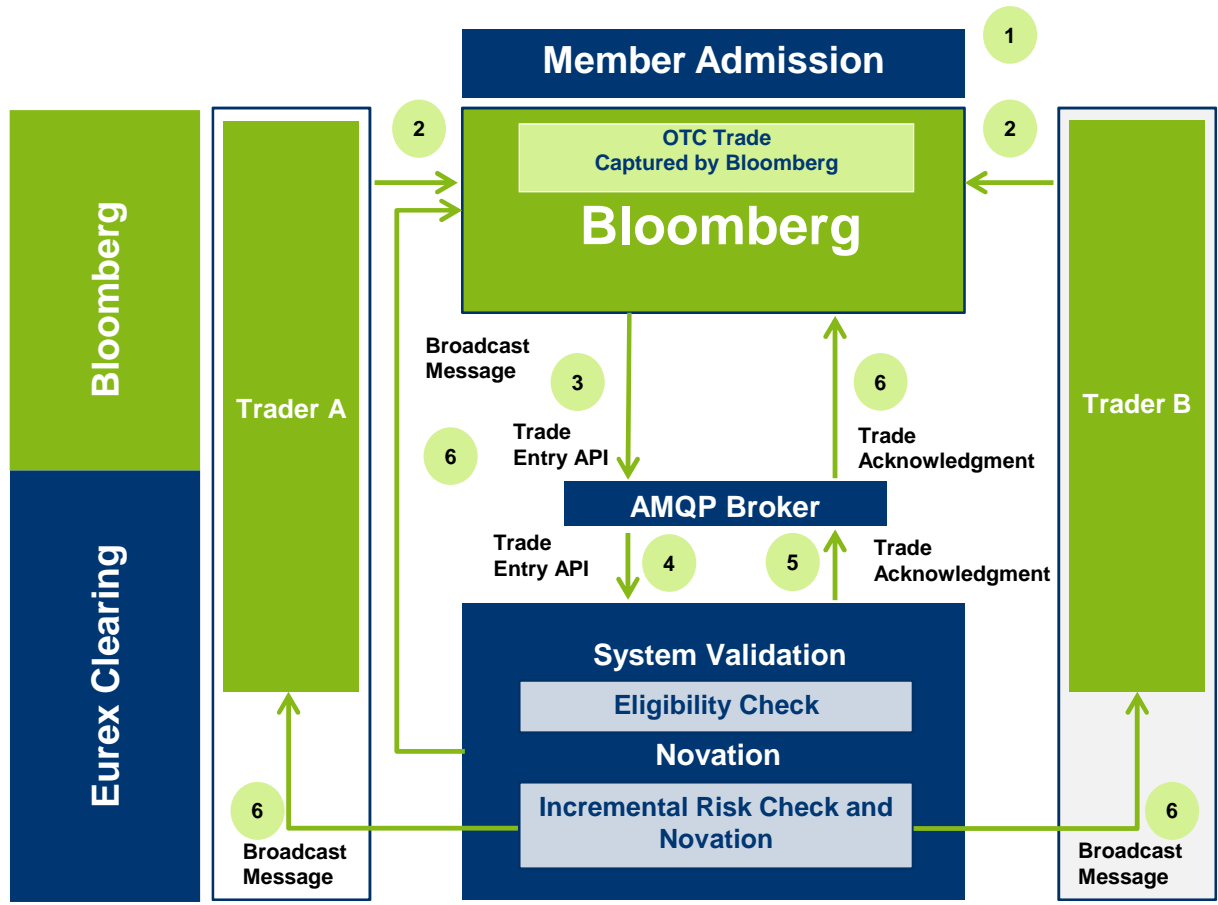 Member Admission
1
2
OTC Trade
Captured by Bloomberg
2
Bloomberg
Bloomberg
Trader A
Trader B
Broadcast
Message
3
6
Trade
Entry API
6
Trade
Acknowledgment
AMQP Broker
Trade
Entry API
4
5
Trade
Acknowledgment
Eurex Clearing
System Validation
Eligibility Check
Novation
Incremental Risk Check and
Novation
6
Broadcast
Message
6
Broadcast
Message